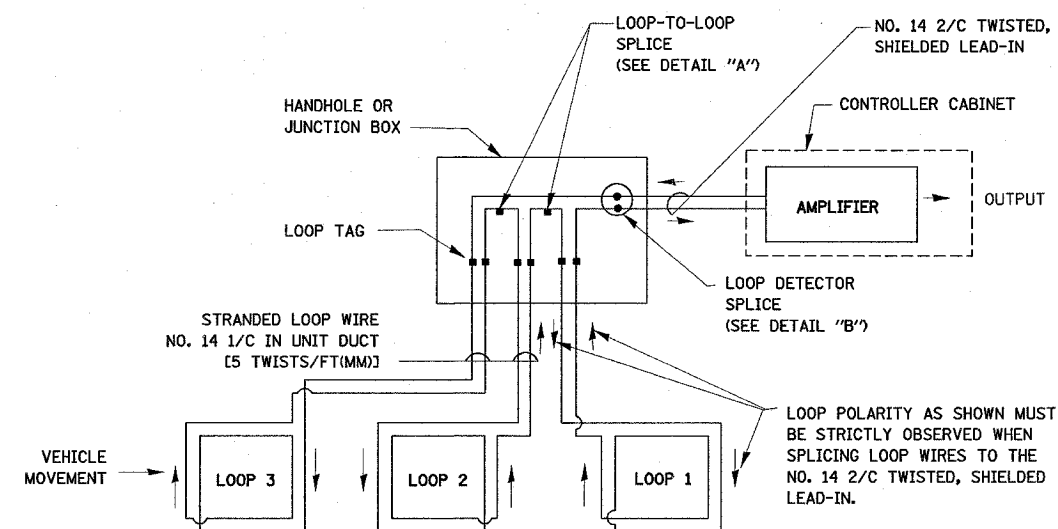 LOOP-TO-LOOP
SPLICE
(SEE DETAIL "A")
NO. 14 2/C TWISTED,
SHIELDED LEAD-IN
HANDHOLE OR
JUNCTION BOX
CONTROLLER CABINET
AMPLIFIER
OUTPUT
LOOP TAG
LOOP DETECTOR
SPLICE
(SEE DETAIL "B")
STRANDED LOOP WIRE
NO. 14 1/C IN UNIT DUCT
[5 TWISTS/FT(MM)]
LOOP POLARITY AS SHOWN MUST
BE STRICTLY OBSERVED WHEN
SPLICING LOOP WIRES TO THE
NO. 14 2/C TWISTED, SHIELDED
LEAD-IN.
VEHICLE
MOVEMENT
LOOP 3
LOOP 2
LOOP 1